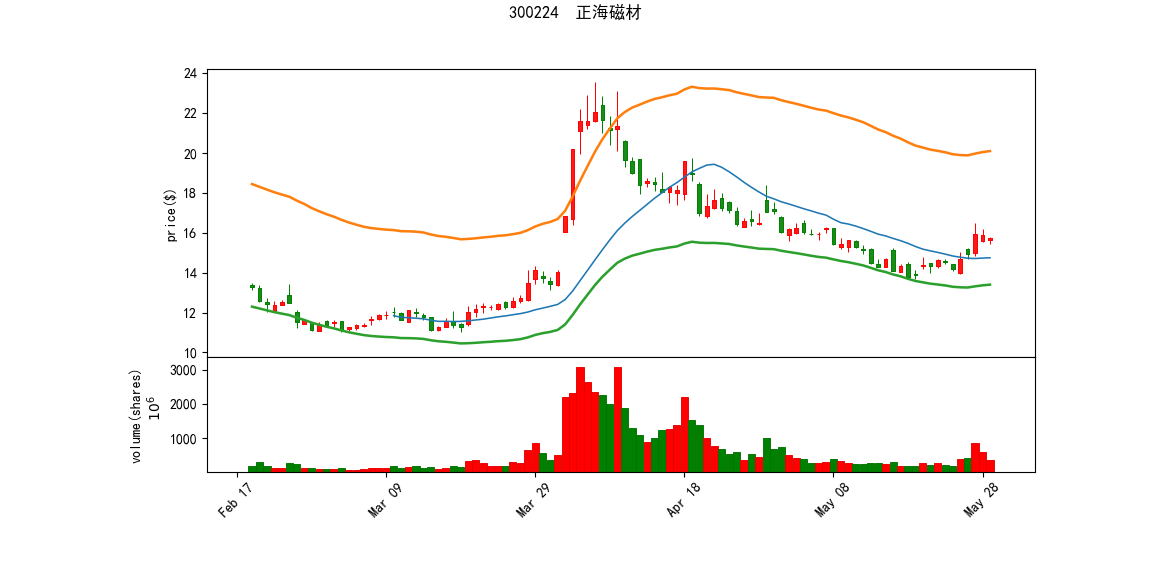 300224 正海磁材
price($)
24
22
20
18
16
14
12
10
volume(shares)
10^6
3000
2000
1000
Feb 17
Mar 09
Mar 29
Apr 18
May 08
May 28